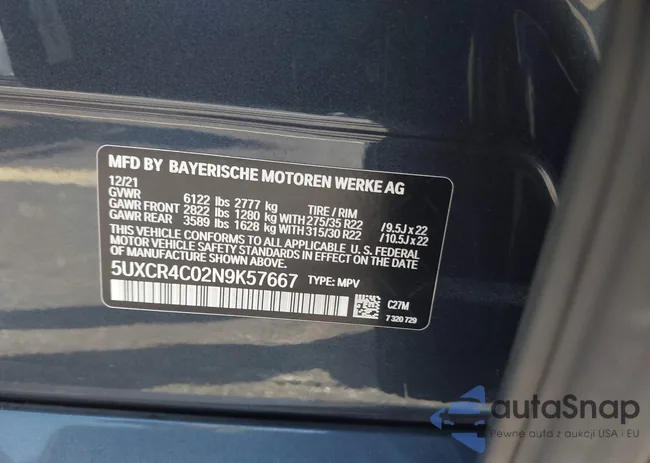 MFD BY BAYERISCHE MOTOREN WERKE AG
12/21
GVWR 6122 lbs 2777 kg TIRE / RIM
GAWR FRONT 2822 lbs 1280 kg WITH 275/35 R22 /9.5J x 22
GAWR REAR 3589 lbs 1628 kg WITH 315/30 R22 /10.5J x 22
THIS VEHICLE CONFORMS TO ALL APPLICABLE U. S. FEDERAL
MOTOR VEHICLE SAFETY STANDARDS IN EFFECT ON THE DATE
OF MANUFACTURE SHOWN ABOVE.
5UXCR4C02N9K57667 TYPE: MPV
C27M
7 320 729
autaSnap
Pewne auta z aukcji USA i EU